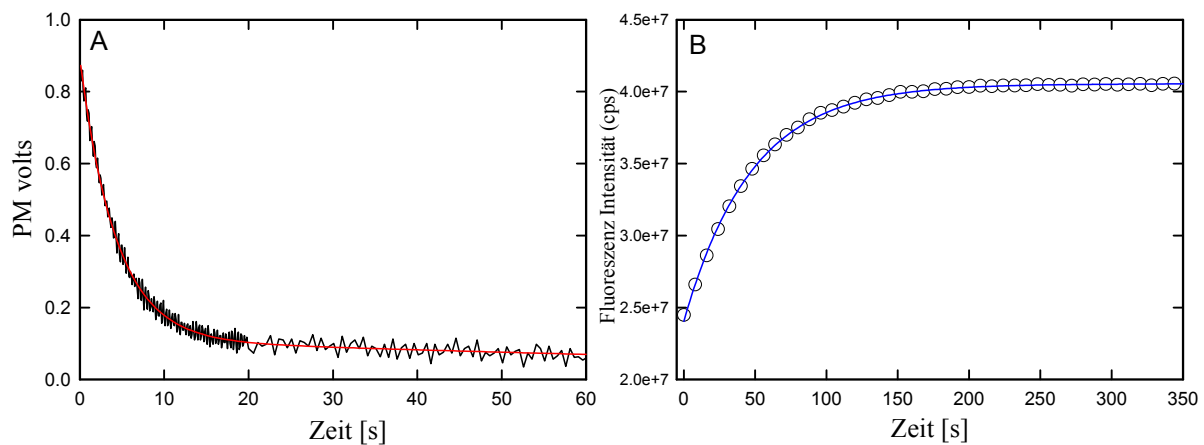 A
PM volts
1.0
0.8
0.6
0.4
0.2
0.0
0 10 20 30 40 50 60
Zeit [s]
B
Fluoreszenz Intensität (cps)
4.5e+7
4.0e+7
3.5e+7
3.0e+7
2.5e+7
2.0e+7
0 50 100 150 200 250 300 350
Zeit [s]